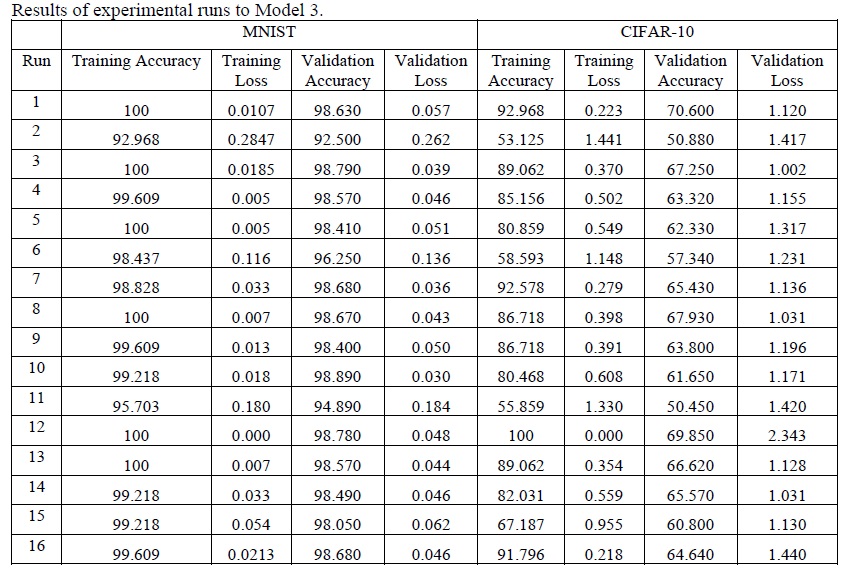 Results of experimental runs to Model 3.
MNIST CIFAR-10
Run Training Accuracy Training Validation Validation Training Training Validation Validation
Loss Accuracy Loss Accuracy Loss Accuracy Loss
1 100 0.0107 98.630 0.057 92.968 0.223 70.600 1.120
2 92.968 0.2847 92.500 0.262 53.125 1.441 50.880 1.417
3 100 0.0185 98.790 0.039 89.062 0.370 67.250 1.002
4 99.609 0.005 98.570 0.046 85.156 0.502 63.320 1.155
5 100 0.005 98.410 0.051 80.859 0.549 62.330 1.317
6 98.437 0.116 96.250 0.136 58.593 1.148 57.340 1.231
7 98.828 0.033 98.680 0.036 92.578 0.279 65.430 1.136
8 100 0.007 98.670 0.043 86.718 0.398 67.930 1.031
9 99.609 0.013 98.400 0.050 86.718 0.391 63.800 1.196
10 99.218 0.018 98.890 0.030 80.468 0.608 61.650 1.171
11 95.703 0.180 94.890 0.184 55.859 1.330 50.450 1.420
12 100 0.000 98.780 0.048 100 0.000 69.850 2.343
13 100 0.007 98.570 0.044 89.062 0.354 66.620 1.128
14 99.218 0.033 98.490 0.046 82.031 0.559 65.570 1.031
15 99.218 0.054 98.050 0.062 67.187 0.955 60.800 1.130
16 99.609 0.0213 98.680 0.046 91.796 0.218 64.640 1.440